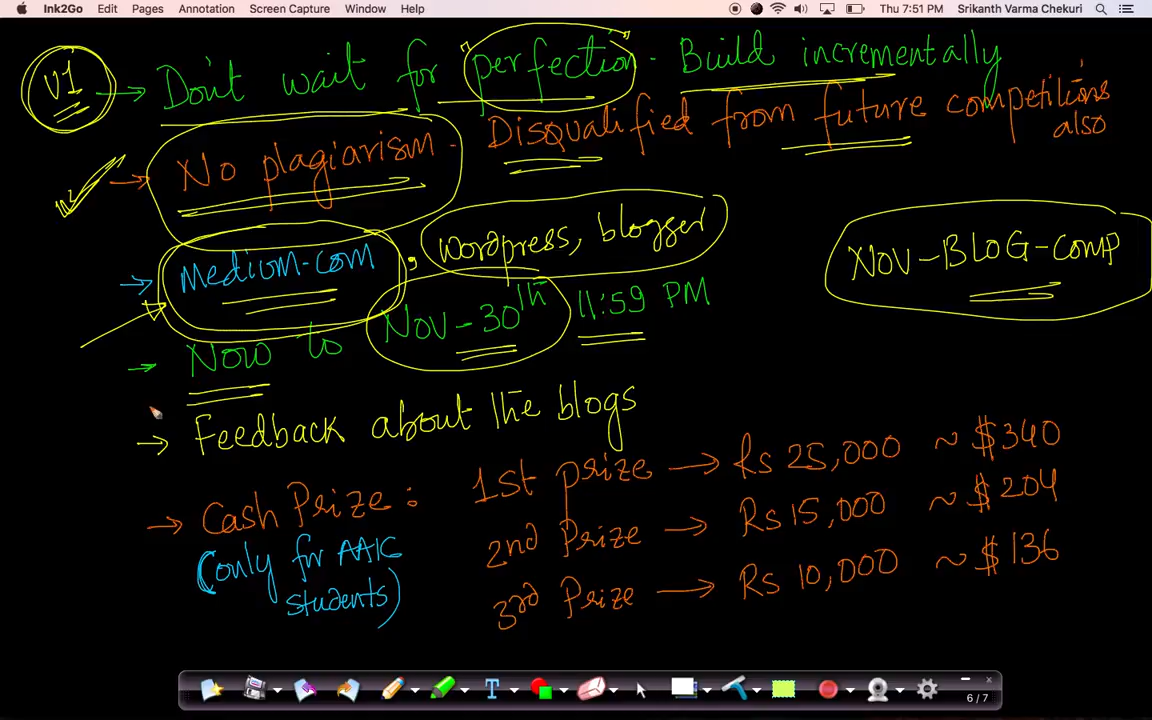 Ink2Go Edit Pages Annotation Screen Capture Window Help Thu 7:51 PM Srikanth Varma Chekuri
v1 Don't wait for "perfection" - Build incrementally
No plagiarism - Disqualified from future competitions also
Medium.com, wordpress, blogger
NOV-BLOG-COMP
Now to Nov-30th 11:59 PM
Feedback about the blogs
Cash Prize: 1st prize → Rs 25,000 ~ $340
(only for AAIC students)
2nd Prize → Rs 15,000 ~ $204
3rd Prize → Rs 10,000 ~ $136
T
6 / 7